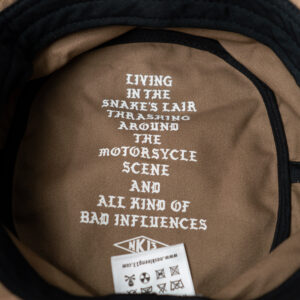 LIVING
IN THE
SNAKE'S LAIR
THRASHING
AROUND
THE
MOTORSYCLE
SCENE
AND
ALL KIND OF
BAD INFLUENCES